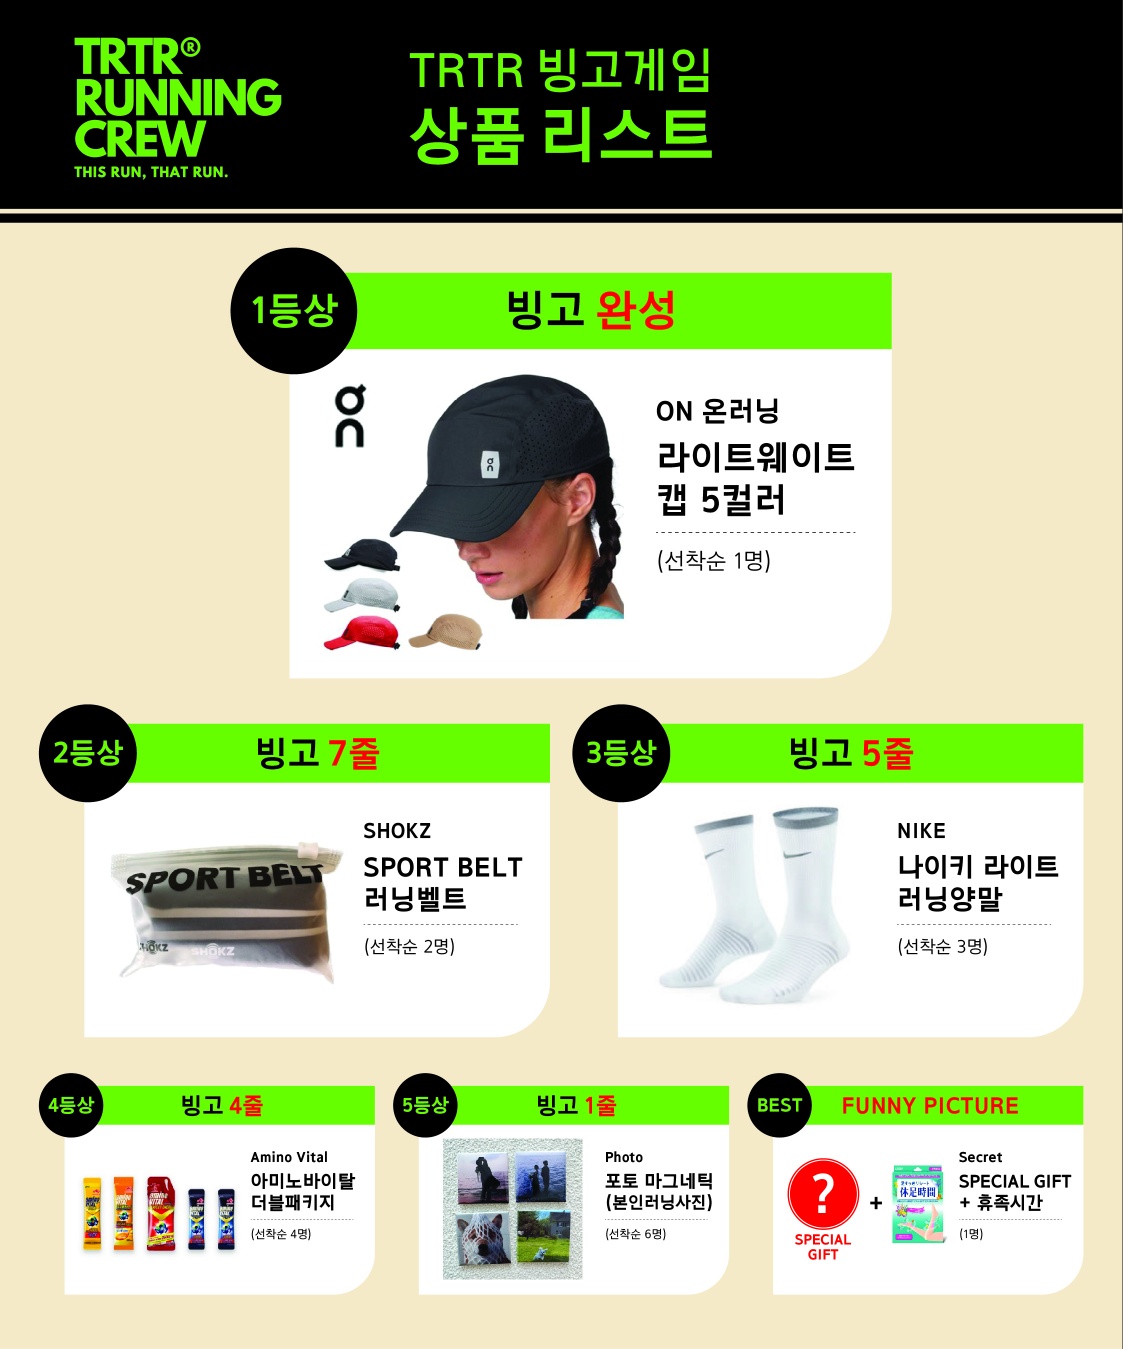 TRTR®
RUNNING
CREW
THIS RUN, THAT RUN.
TRTR 빙고게임
상품 리스트
1등상
빙고 완성
on
on
ON 온러닝
라이트웨이트
캡 5컬러
(선착순 1명)
2등상
빙고 7줄
SPORT BELT
SHOKZ
SHOKZ
SHOKZ
SPORT BELT
러닝벨트
(선착순 2명)
3등상
빙고 5줄
NIKE
나이키 라이트
러닝양말
(선착순 3명)
4등상
빙고 4줄
amino
VITAL
Amino Vital
아미노바이탈
더블패키지
(선착순 4명)
5등상
빙고 1줄
Photo
포토 마그네틱
(본인러닝사진)
(선착순 6명)
BEST
FUNNY PICTURE
?
SPECIAL
GIFT
+
休足時間
Secret
SPECIAL GIFT
+ 휴족시간
(1명)